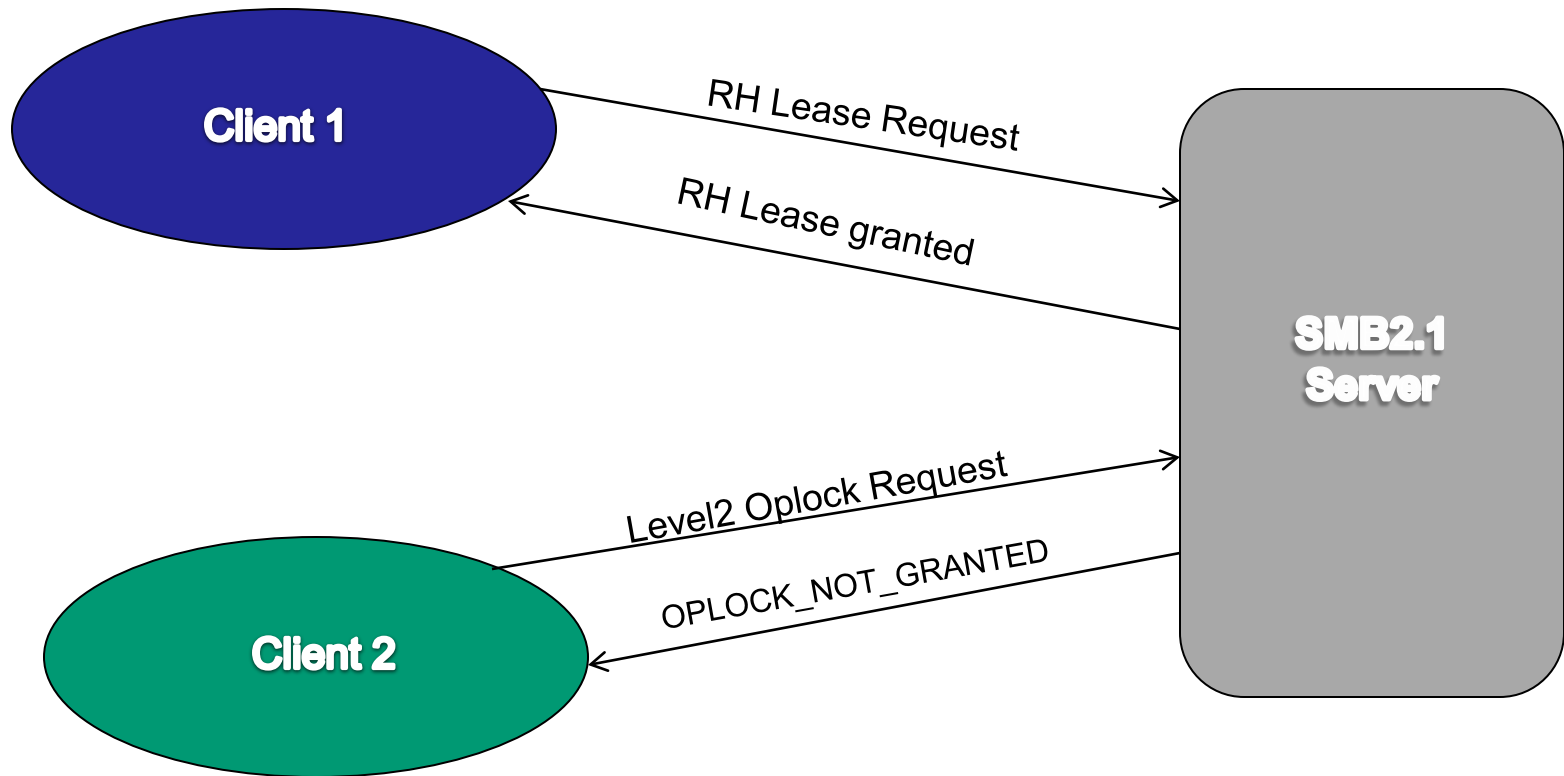 Client 1
RH Lease Request
RH Lease granted
SMB2.1
Server
Level2 Oplock Request
OPLOCK_NOT_GRANTED
Client 2